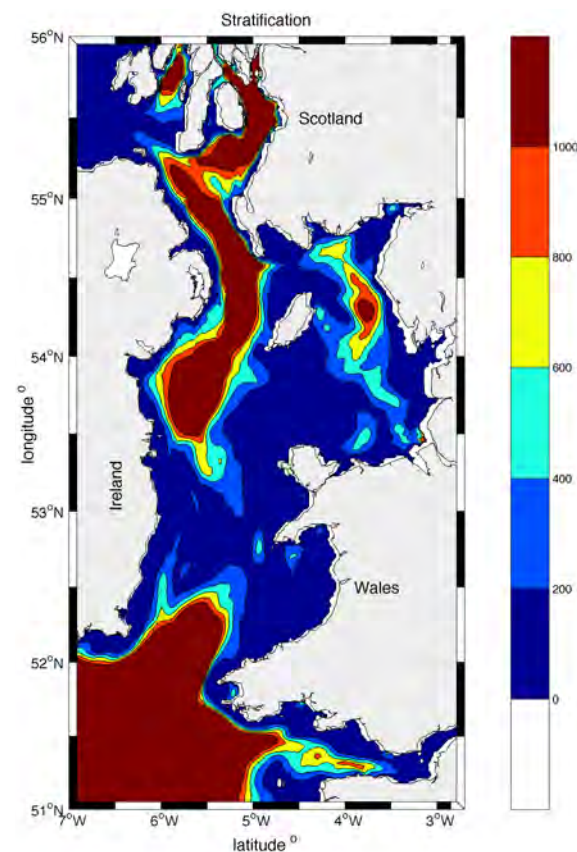 Stratification
56°N
55°N
54°N
53°N
52°N
51°N
longitude °
7°W
6°W
5°W
4°W
3°W
latitude °
Scotland
Ireland
Wales
1000
800
600
400
200
0